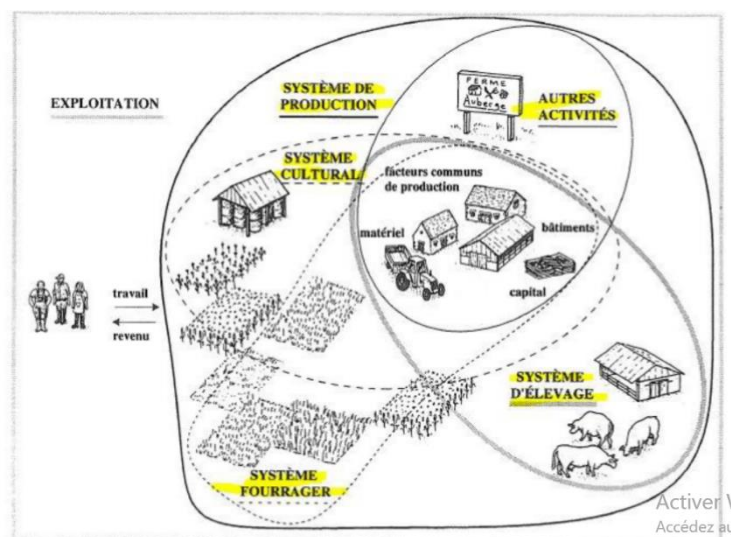 EXPLOITATION
SYSTÈME DE
PRODUCTION
FERME
Auberge
AUTRES
ACTIVITÉS
SYSTÈME
CULTURAL
facteurs communs
de production
matériel
bâtiments
capital
travail
revenu
SYSTÈME
D'ÉLEVAGE
SYSTÈME
FOURRAGER
Activer
Accédez au